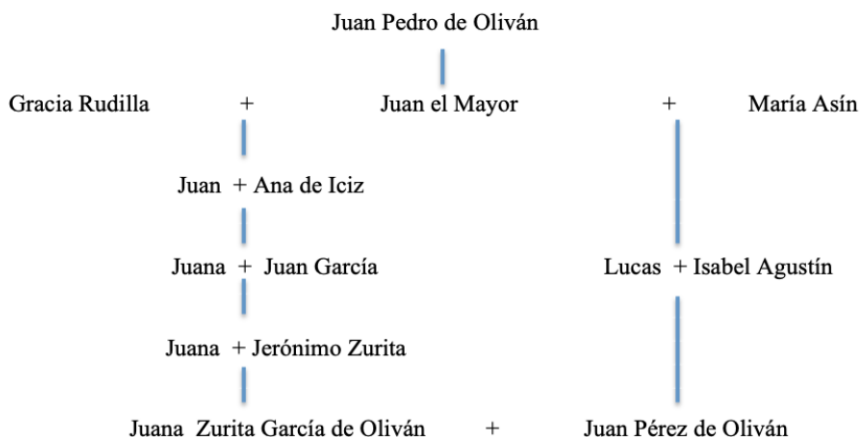 Juan Pedro de Oliván
Gracia Rudilla + Juan el Mayor + María Asín
Juan + Ana de Iciz
Juana + Juan García Lucas + Isabel Agustín
Juana + Jerónimo Zurita
Juana Zurita García de Oliván + Juan Pérez de Oliván